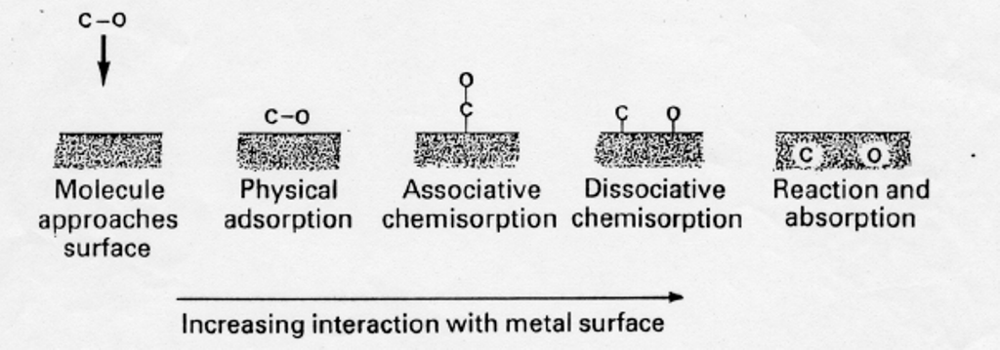 C-O
C-O
O
C
C O
C O
Molecule
approaches
surface
Physical
adsorption
Associative
chemisorption
Dissociative
chemisorption
Reaction and
absorption
Increasing interaction with metal surface